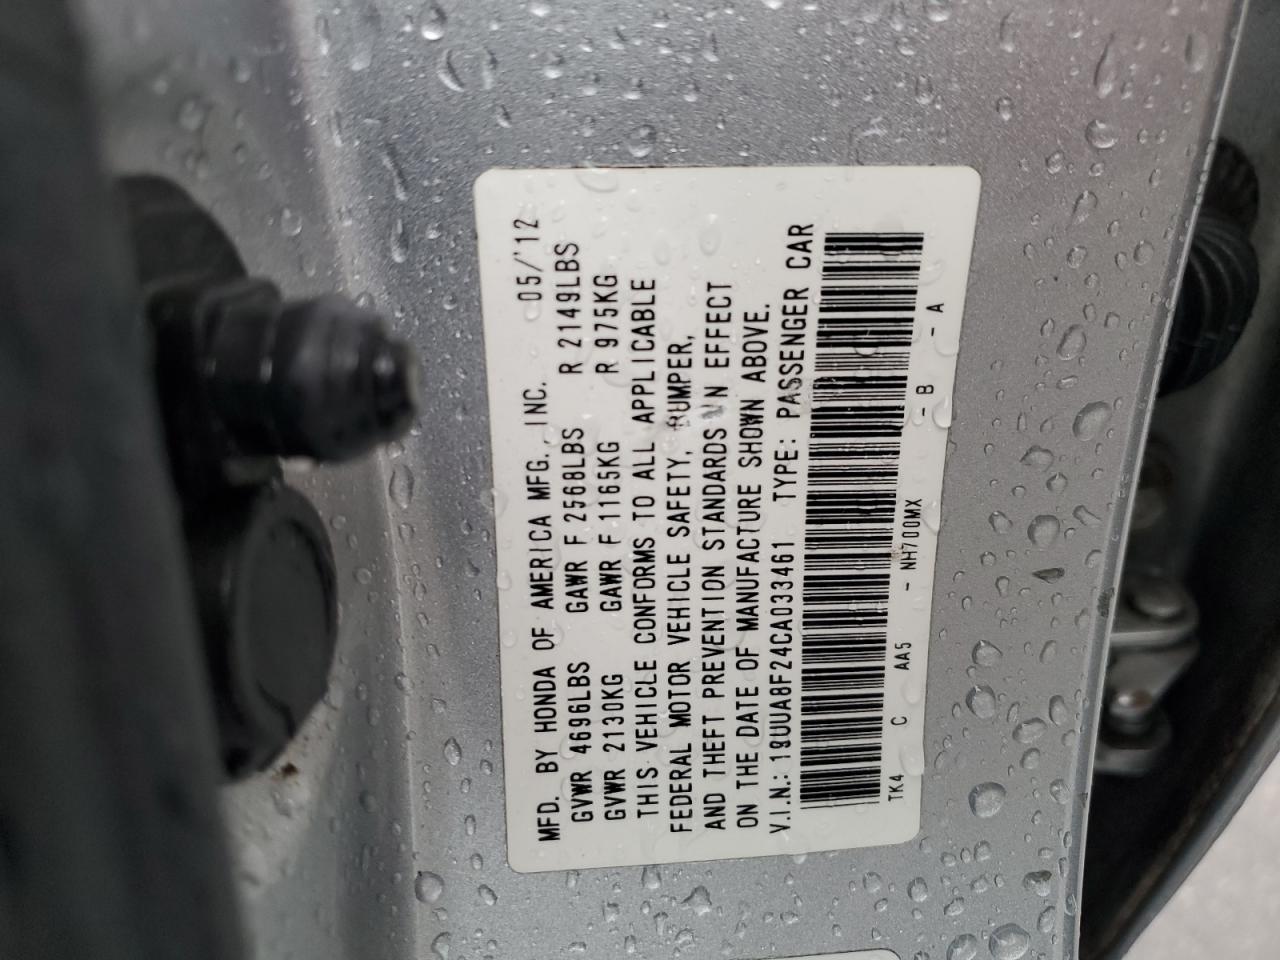 MFD. BY HONDA OF AMERICA MFG., INC. 05/'12
GVWR 4696LBS GAWR F 2568LBS R 2149LBS
GVWR 2130KG GAWR F 1165KG R 975KG
THIS VEHICLE CONFORMS TO ALL APPLICABLE
FEDERAL MOTOR VEHICLE SAFETY, BUMPER,
AND THEFT PREVENTION STANDARDS IN EFFECT
ON THE DATE OF MANUFACTURE SHOWN ABOVE.
V.I.N.: 19UUA8F24CA033461 TYPE: PASSENGER CAR
TK4 C AA5 - NH700MX - B - A